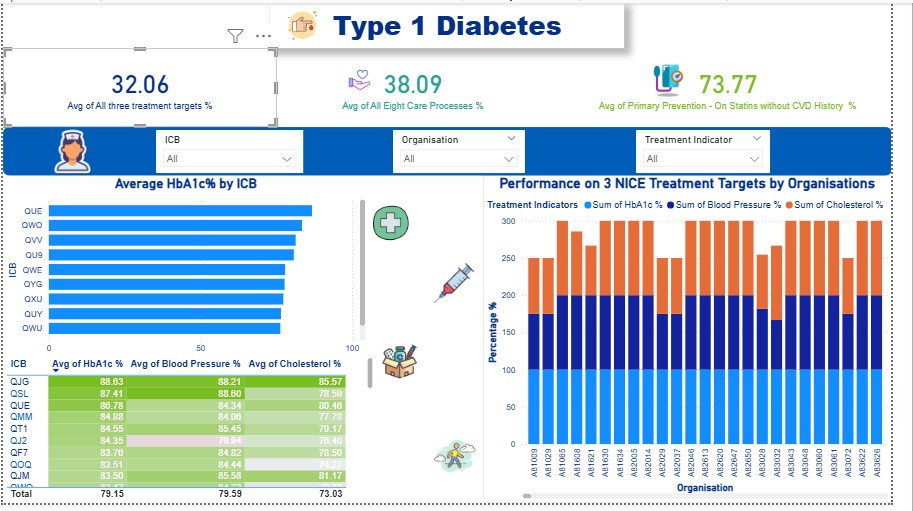 Type 1 Diabetes
32.06
Avg of All three treatment targets %
38.09
Avg of All Eight Care Processes %
73.77
Avg of Primary Prevention - On Statins without CVD History %
ICB
All
Organisation
All
Treatment Indicator
All
Average HbA1c% by ICB
ICB
QUE
QWO
QVV
QU9
QWE
QYG
QXU
QUY
QWU
0 50 100
ICB Avg of HbA1c % Avg of Blood Pressure % Avg of Cholesterol %
QJG 88.63 88.21 85.57
QSL 87.41 88.60 78.59
QUE 86.78 84.34 80.46
QMM 84.88 84.06 77.78
QT1 84.55 85.45 79.17
QJ2 84.35 79.94 76.40
QF7 83.76 84.82 78.50
QOQ 83.51 84.44 74.27
QJM 83.50 85.58 81.17
Total 79.15 79.59 73.03
Performance on 3 NICE Treatment Targets by Organisations
Treatment Indicators Sum of HbA1c % Sum of Blood Pressure % Sum of Cholesterol %
Percentage %
300
250
200
150
100
50
0
A81009 A81029 A81065 A81608 A81621 A81630 A81634 A82005 A82014 A82029 A82037 A82046 A82613 A82620 A82647 A82650 A83028 A83032 A83043 A83048 A83060 A83061 A83072 A83622 A83626
Organisation